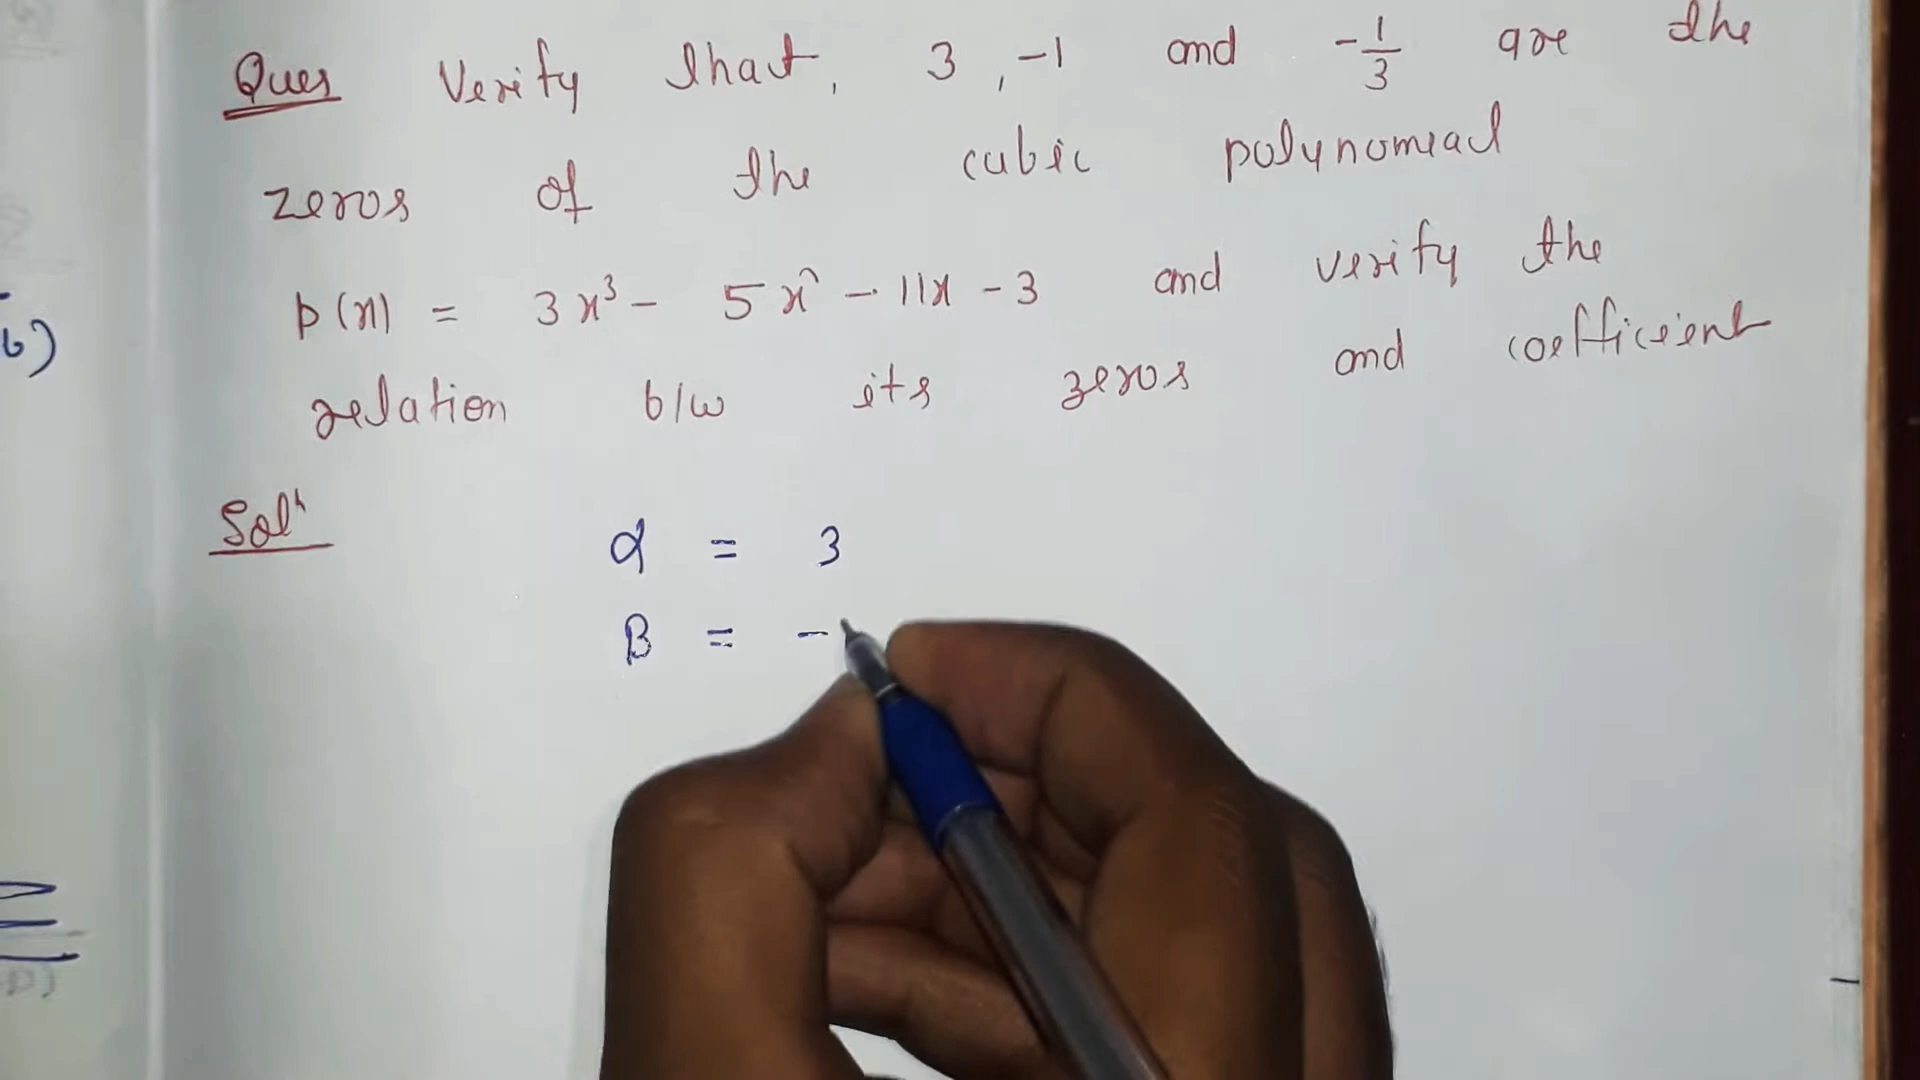 Ques Verify that, 3, -1 and -1/3 are the
zeros of the cubic polynomial
p(x) = 3x³ - 5x² - 11x - 3 and verify the
relation b/w its zeros and coefficient
Solⁿ α = 3
β = -
b)